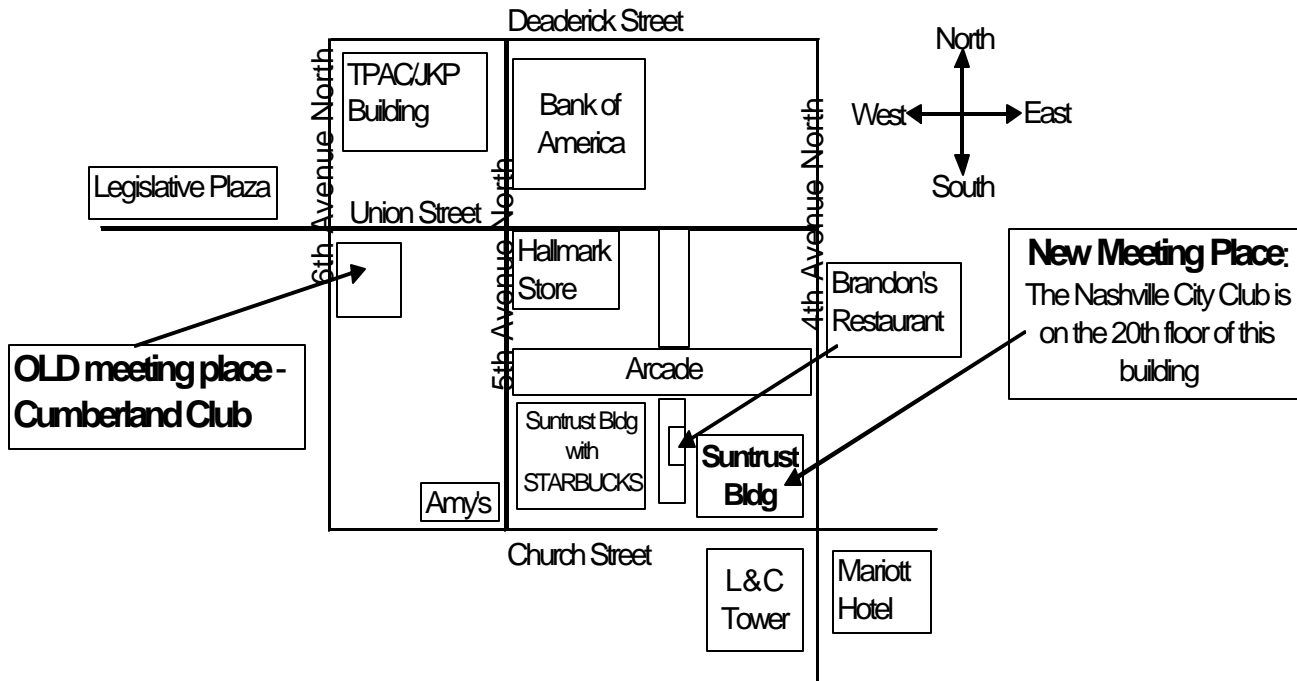 Deaderick Street
North
West
East
South
TPAC/JKP
Building
Bank of
America
6th Avenue North
5th Avenue North
4th Avenue North
Legislative Plaza
Union Street
Hallmark
Store
New Meeting Place:
The Nashville City Club is
on the 20th floor of this
building
Brandon's
Restaurant
OLD meeting place -
Cumberland Club
Arcade
Suntrust Bldg
with
STARBUCKS
Suntrust
Bldg
Amy's
Church Street
L&C
Tower
Mariott
Hotel